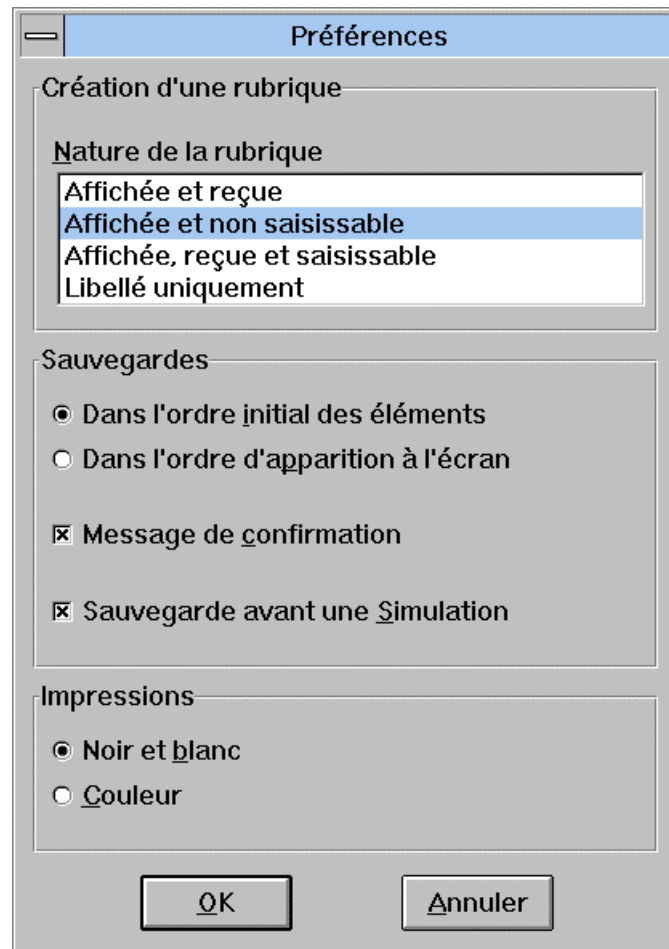 Préférences
Création d'une rubrique
Nature de la rubrique
Affichée et reçue
Affichée et non saisissable
Affichée, reçue et saisissable
Libellé uniquement
Sauvegardes
Dans l'ordre initial des éléments
Dans l'ordre d'apparition à l'écran
Message de confirmation
Sauvegarde avant une Simulation
Impressions
Noir et blanc
Couleur
OK
Annuler